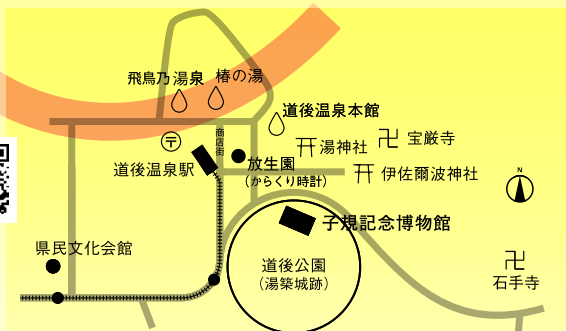 飛鳥乃湯泉
椿の湯
道後温泉本館
〒
商店街
湯神社
宝厳寺
道後温泉駅
放生園
（からくり時計）
伊佐爾波神社
N
子規記念博物館
県民文化会館
道後公園
（湯築城跡）
石手寺